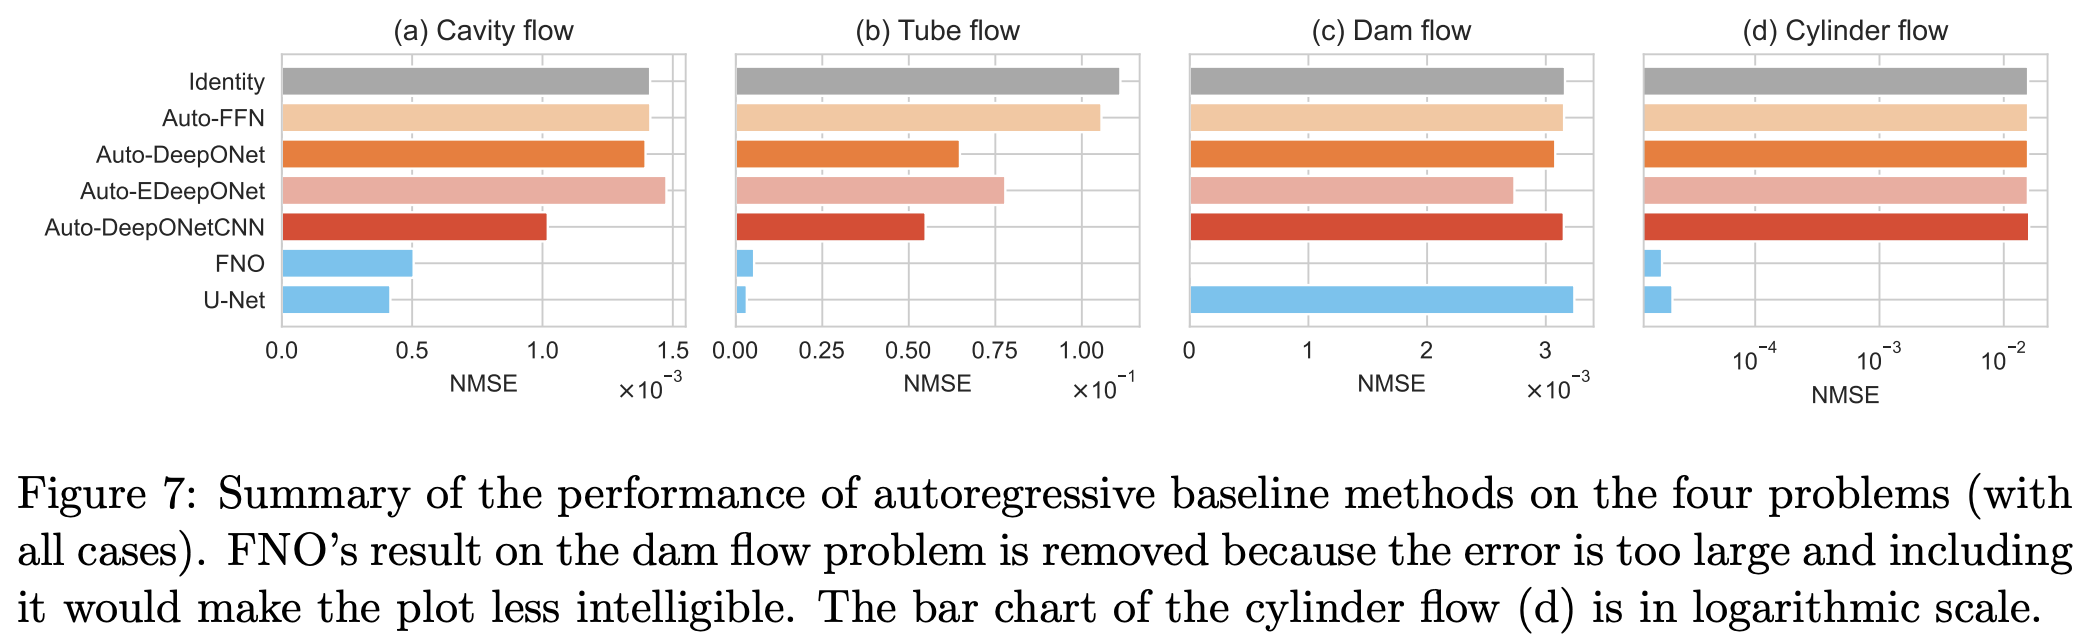 (a) Cavity flow
(b) Tube flow
(c) Dam flow
(d) Cylinder flow
Identity
Auto-FFN
Auto-DeepONet
Auto-EDeepONet
Auto-DeepONetCNN
FNO
U-Net
0.0 0.5 1.0 1.5
NMSE
×10⁻³
0.00 0.25 0.50 0.75 1.00
NMSE
×10⁻¹
0 1 2 3
NMSE
×10⁻³
10⁻⁴ 10⁻³ 10⁻²
NMSE
Figure 7: Summary of the performance of autoregressive baseline methods on the four problems (with
all cases). FNO’s result on the dam flow problem is removed because the error is too large and including
it would make the plot less intelligible. The bar chart of the cylinder flow (d) is in logarithmic scale.